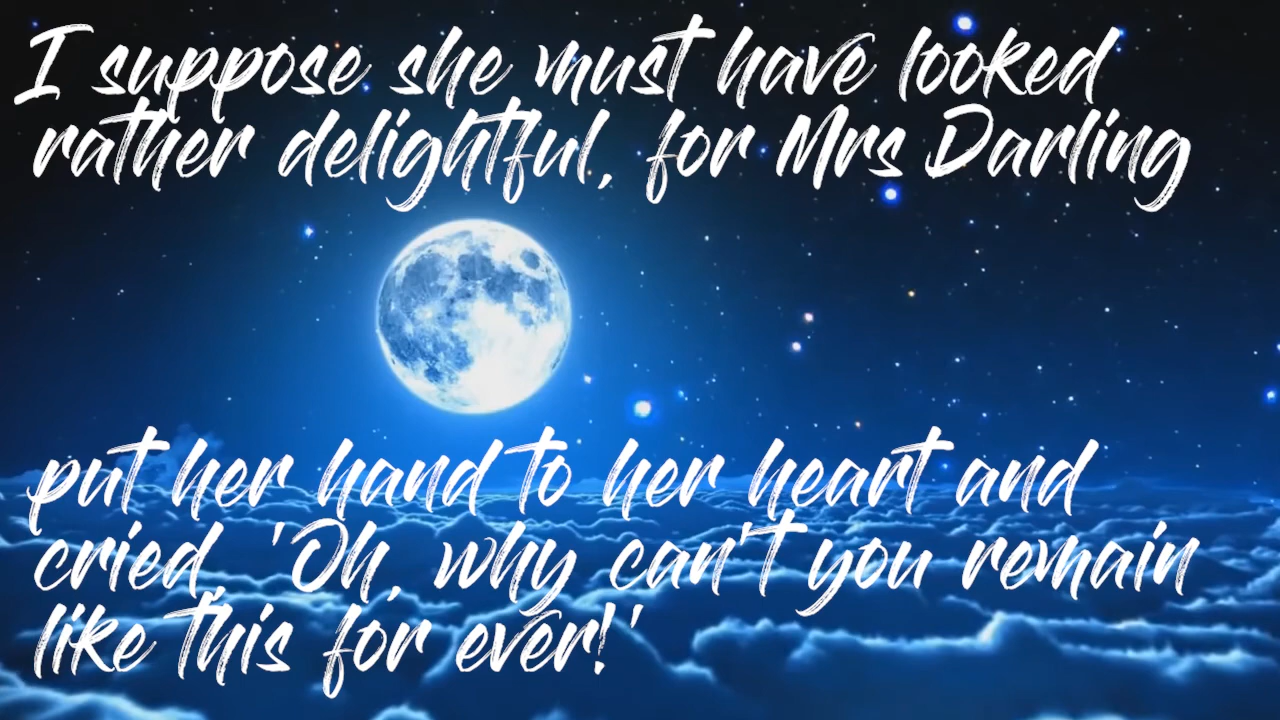 I suppose she must have looked
rather delightful, for Mrs Darling
put her hand to her heart and
cried, 'Oh, why can't you remain
like this for ever!'